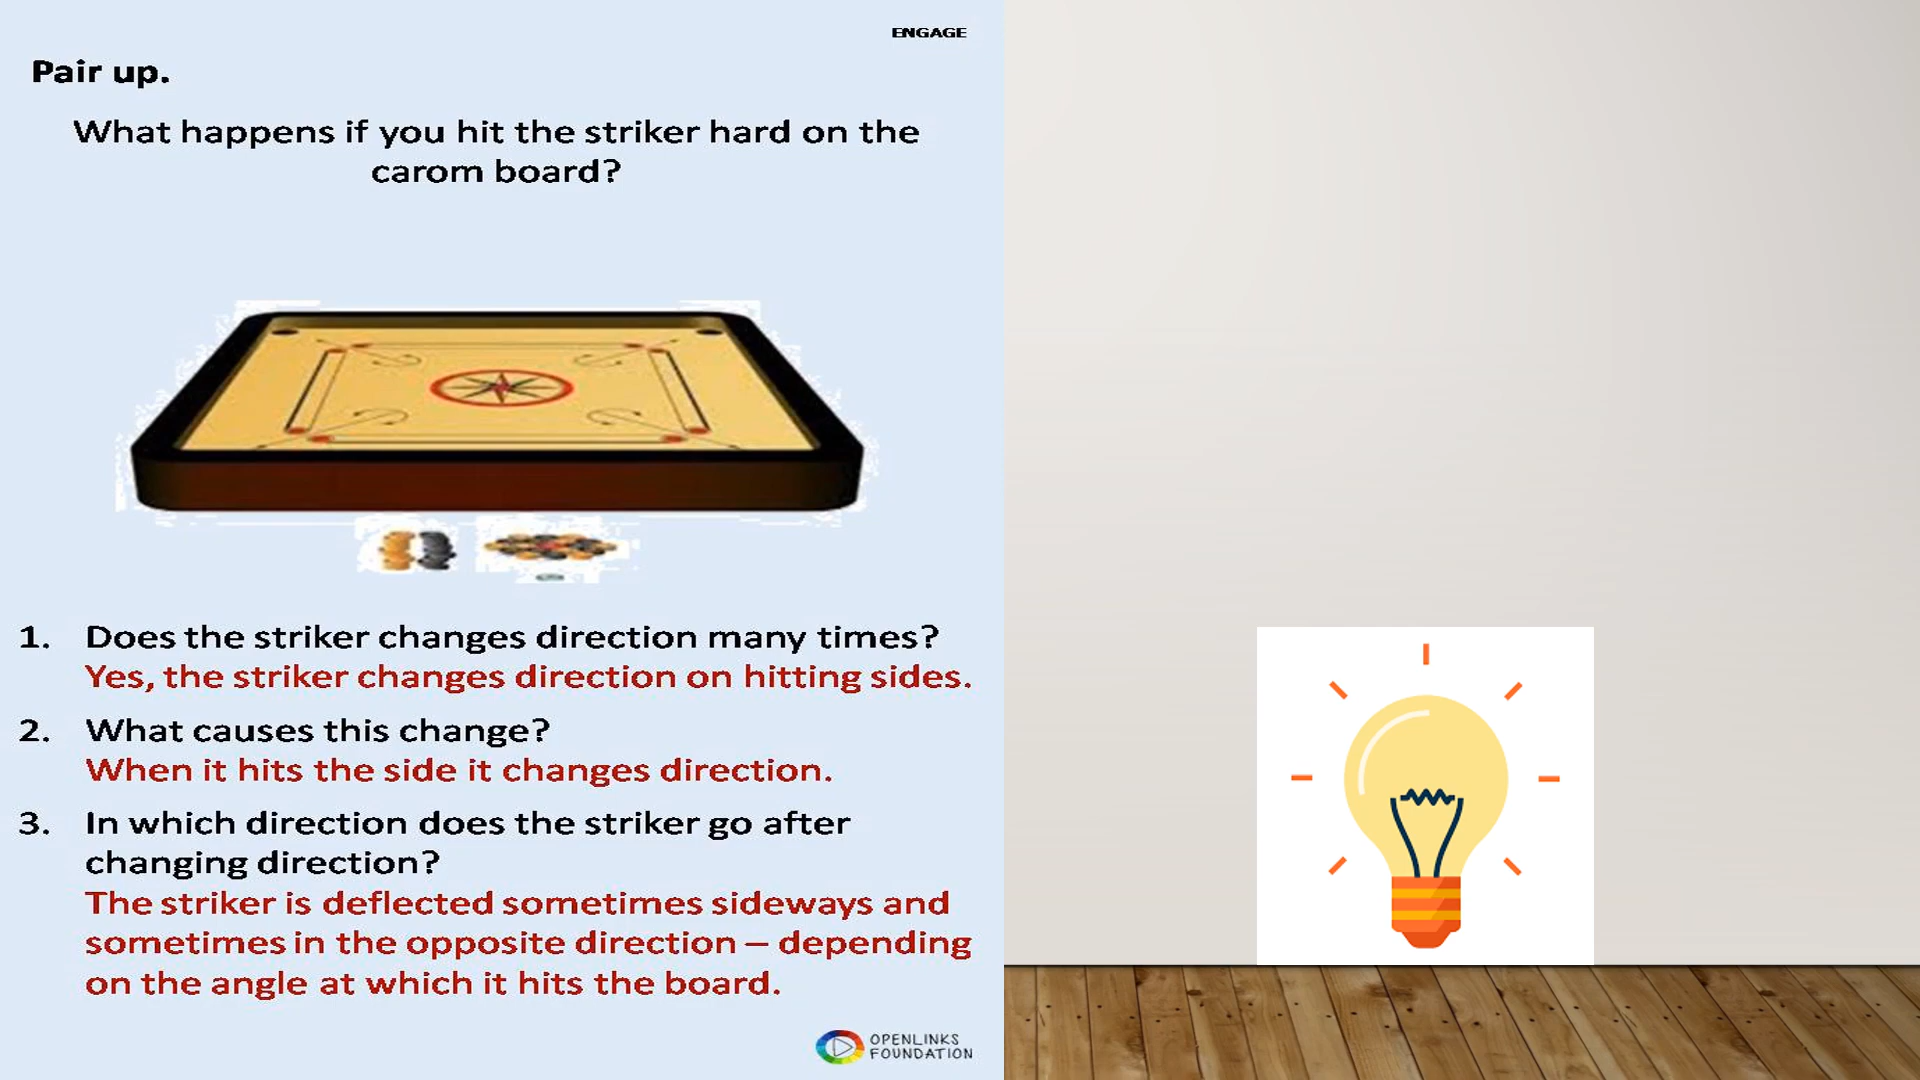 ENGAGE
Pair up.
What happens if you hit the striker hard on the
carom board?
1. Does the striker changes direction many times?
Yes, the striker changes direction on hitting sides.
2. What causes this change?
When it hits the side it changes direction.
3. In which direction does the striker go after
changing direction?
The striker is deflected sometimes sideways and
sometimes in the opposite direction – depending
on the angle at which it hits the board.
OPENLINKS
FOUNDATION